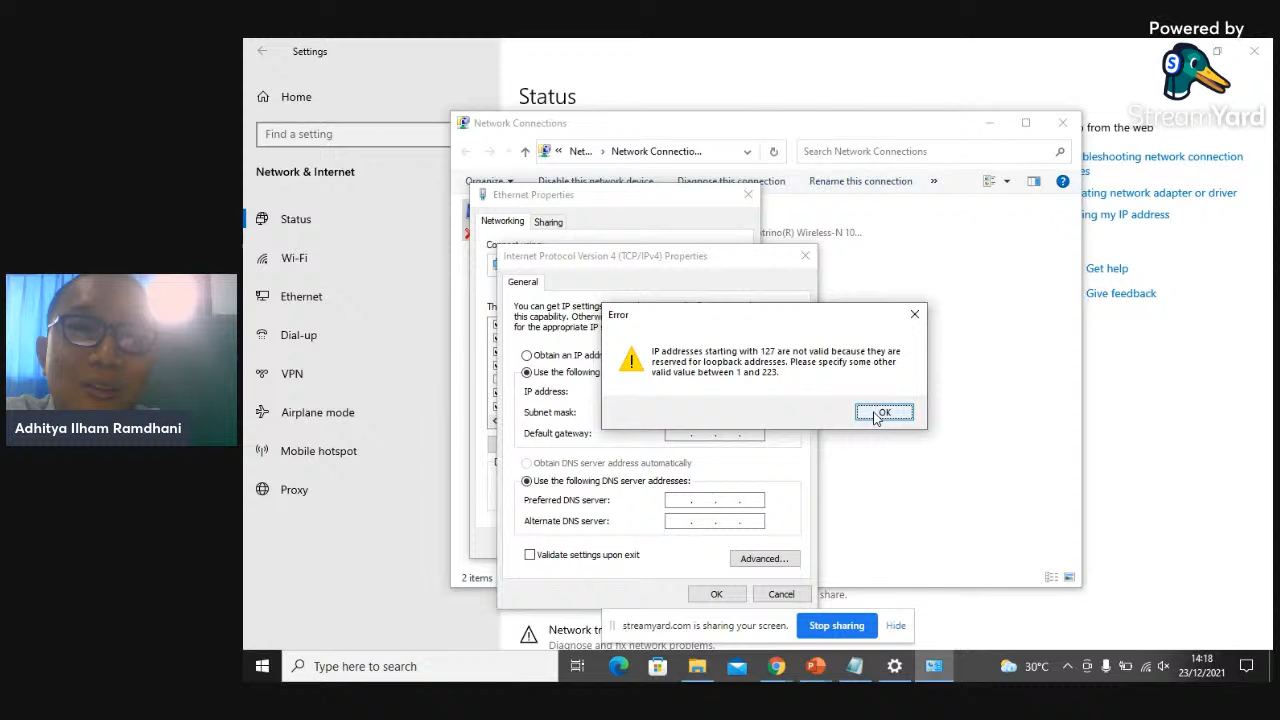 Powered by
StreamYard
Settings
Home
Find a setting
Network & Internet
Status
Wi-Fi
Ethernet
Dial-up
VPN
Airplane mode
Mobile hotspot
Proxy
Status
from the web
bleshooting network connection
es
ating network adapter or driver
ing my IP address
Get help
Give feedback
Network Connections
Net... Network Connectio...
Search Network Connections
Organize Disable this network device Diagnose this connection Rename this connection »
trino(R) Wireless-N 10...
2 items
Ethernet Properties
Networking Sharing
Internet Protocol Version 4 (TCP/IPv4) Properties
General
You can get IP settings
this capability. Otherw
for the appropriate IP
Obtain an IP addr
Use the following
IP address:
Subnet mask:
Default gateway:
Obtain DNS server address automatically
Use the following DNS server addresses:
Preferred DNS server:
Alternate DNS server:
Validate settings upon exit
Advanced...
OK Cancel
Error
IP addresses starting with 127 are not valid because they are
reserved for loopback addresses. Please specify some other
valid value between 1 and 223.
OK
share.
Network tr
Diagnose and fix network problems.
streamyard.com is sharing your screen. Stop sharing Hide
Adhitya Ilham Ramdhani
Type here to search
30°C
14:18
23/12/2021